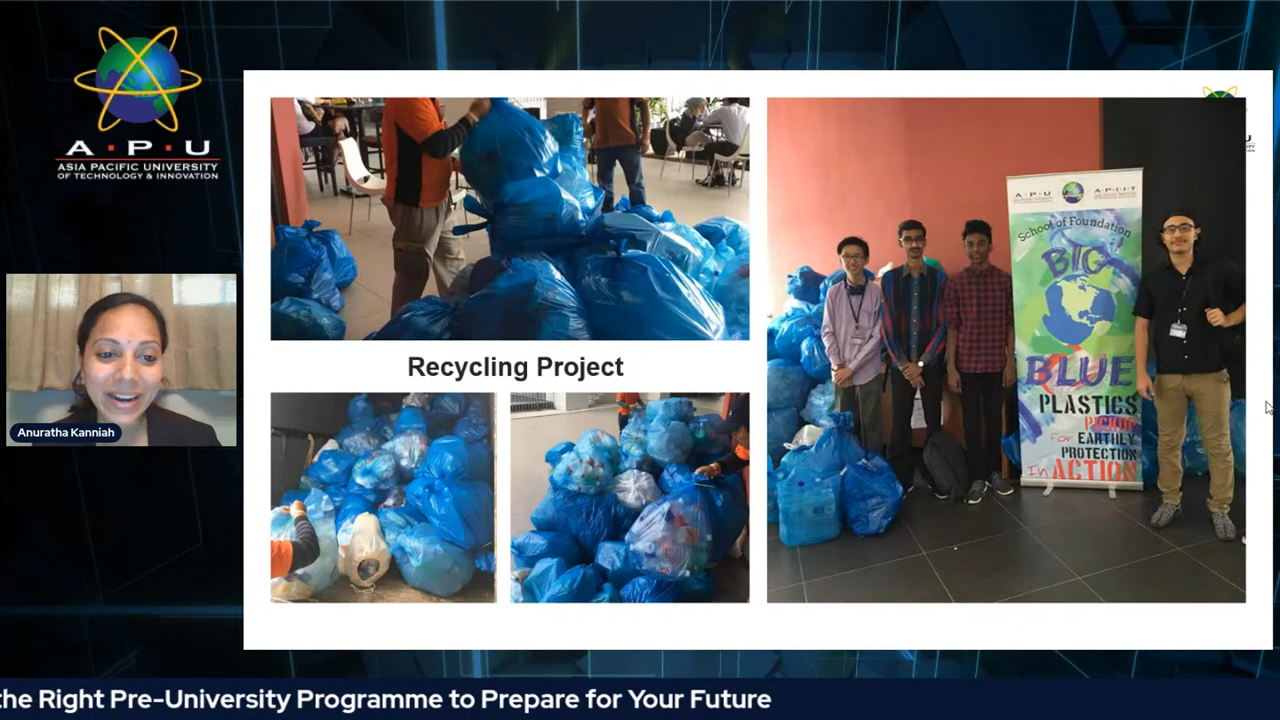 A·P·U
ASIA PACIFIC UNIVERSITY
OF TECHNOLOGY & INNOVATION
Anuratha Kanniah
Recycling Project
A·P·U
A·P·I·I·T
School of Foundation
BIG
BLUE
PLASTICS
PICKUP
for EARTHLY
PROTECTION
In ACTION
the Right Pre-University Programme to Prepare for Your Future